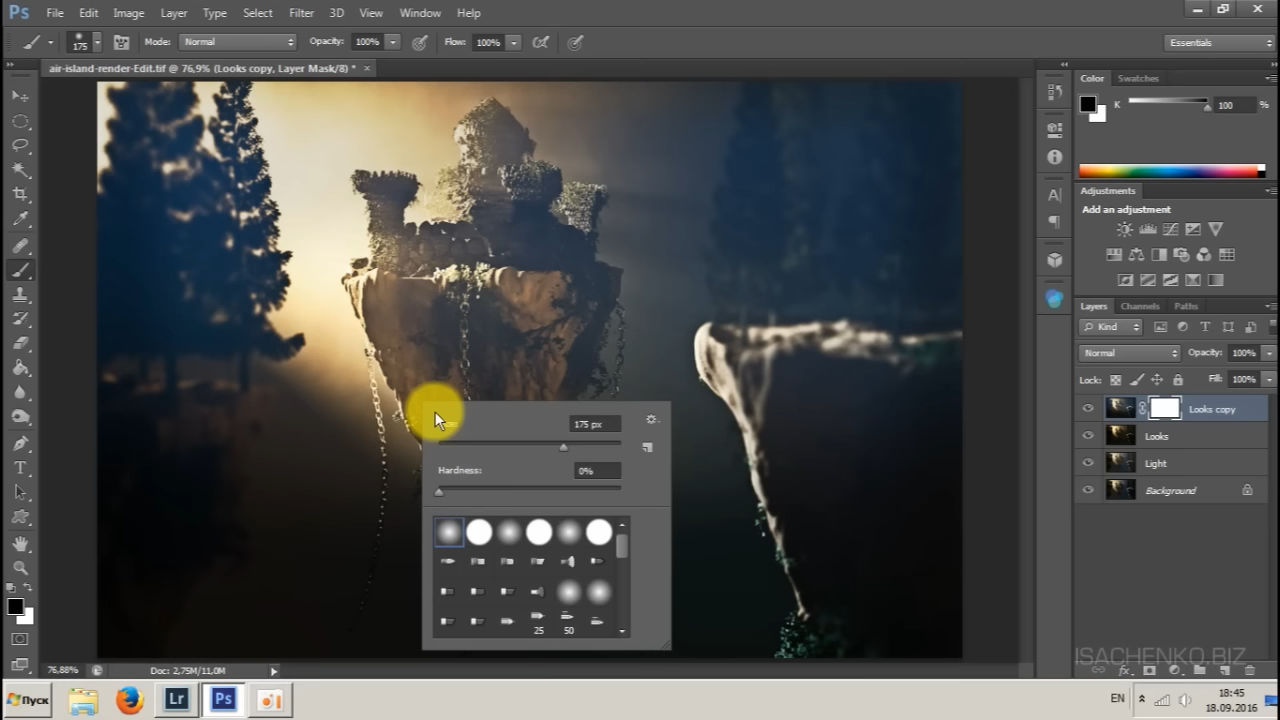 Ps File Edit Image Layer Type Select Filter 3D View Window Help
175 Mode: Normal Opacity: 100% Flow: 100% Essentials
air-island-render-Edit.tif @ 76,9% (Looks copy, Layer Mask/8) * ×
Color Swatches
K 100 %
Adjustments
Add an adjustment
Layers Channels Paths
Kind
Normal Opacity: 100%
Lock: Fill: 100%
Looks copy
Looks
Light
Background
175 px
Hardness: 0%
25 50
ISACHENKO.BIZ
76,88% Doc: 2,75M/11,0M
Пуск Lr Ps EN 18:45
18.09.2016